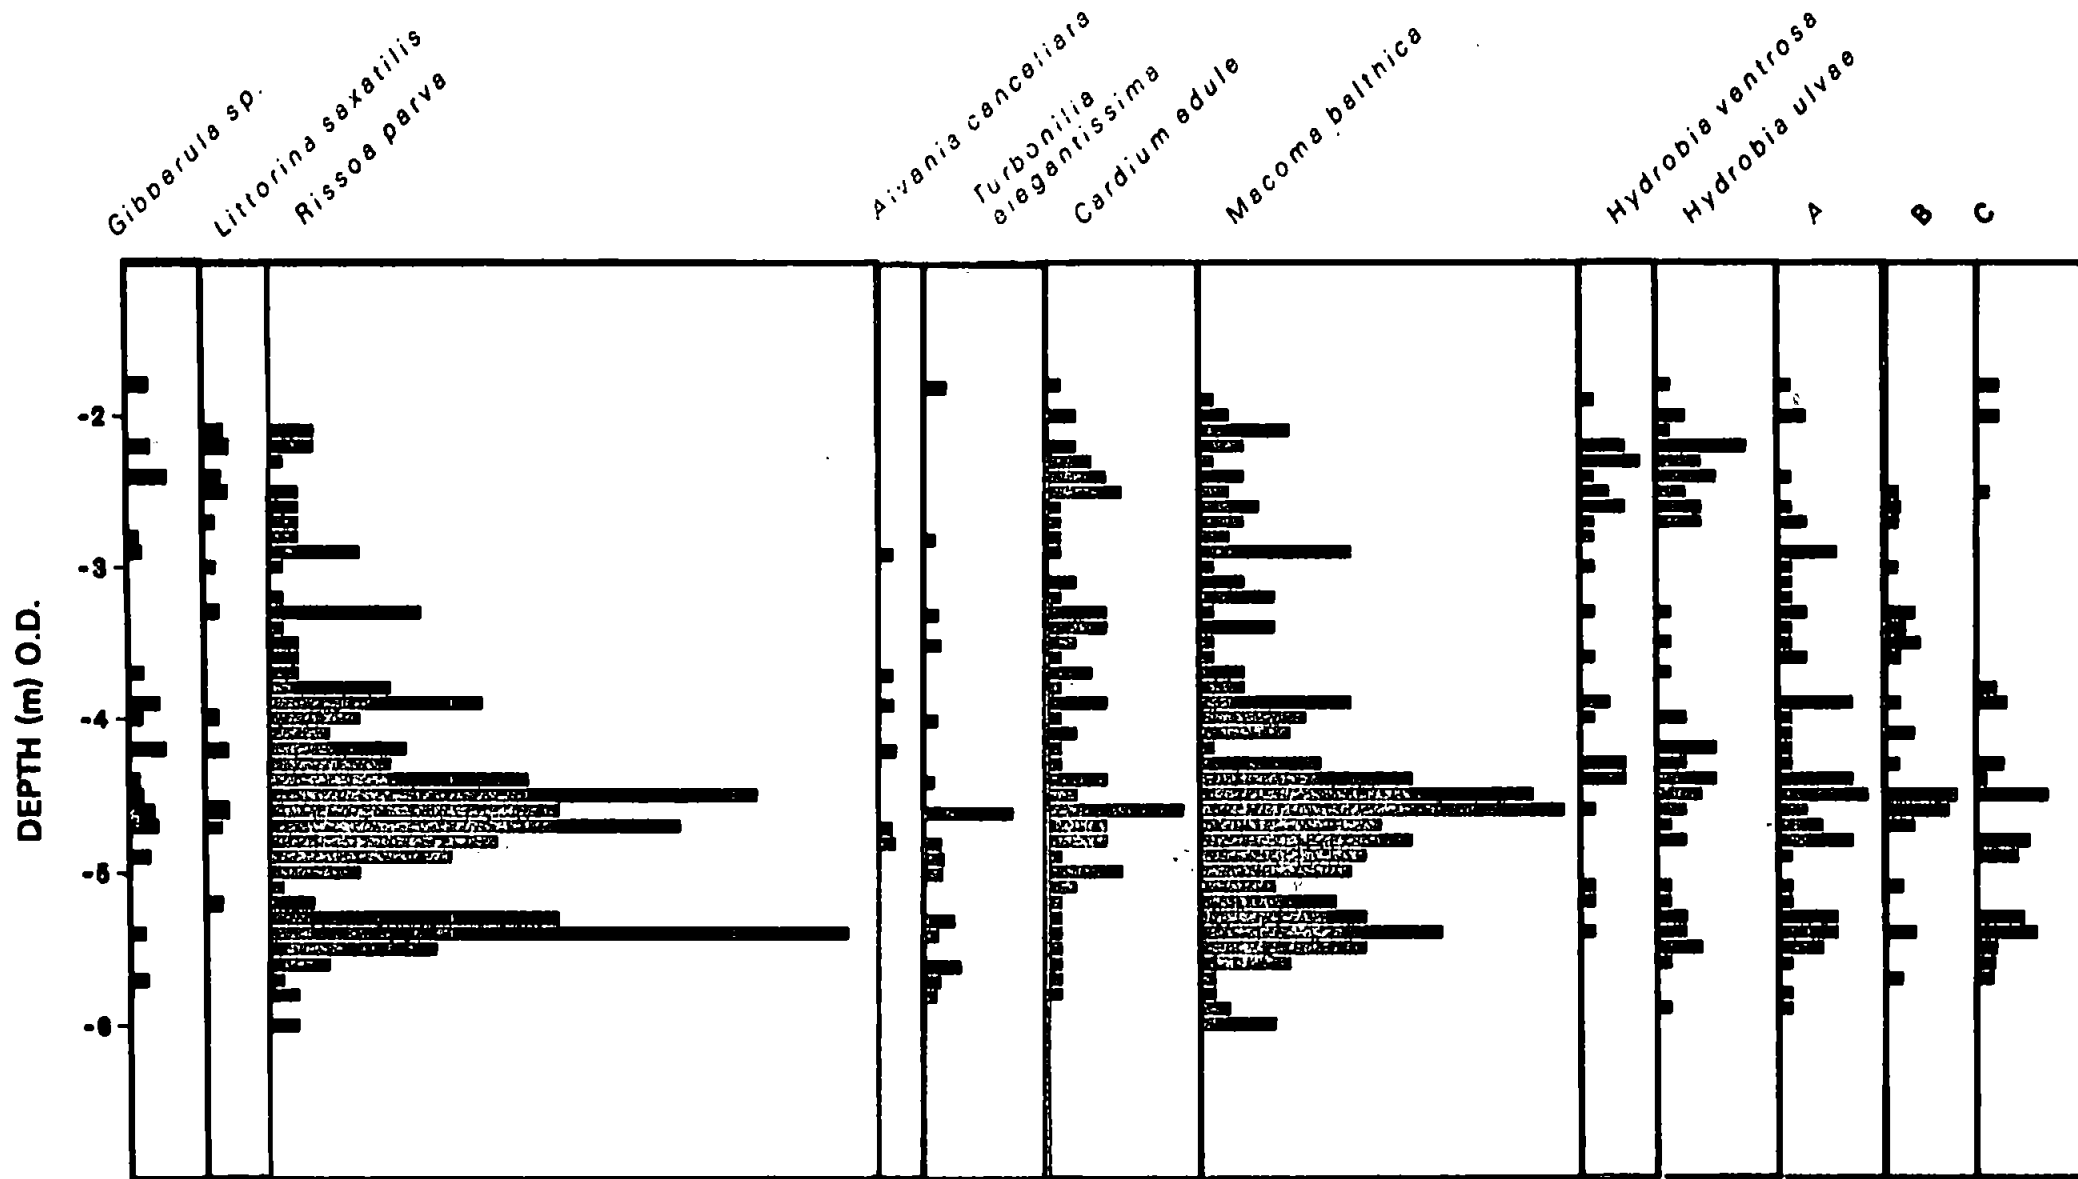 Gibberula sp.
Littorina saxatilis
Rissoa parva
Alvania cancellata
Turbonilla
elegantissima
Cardium edule
Macoma balthica
Hydrobia ventrosa
Hydrobia ulvae
A
B
C
-2
-3
-4
-5
-6
DEPTH (m) O.D.